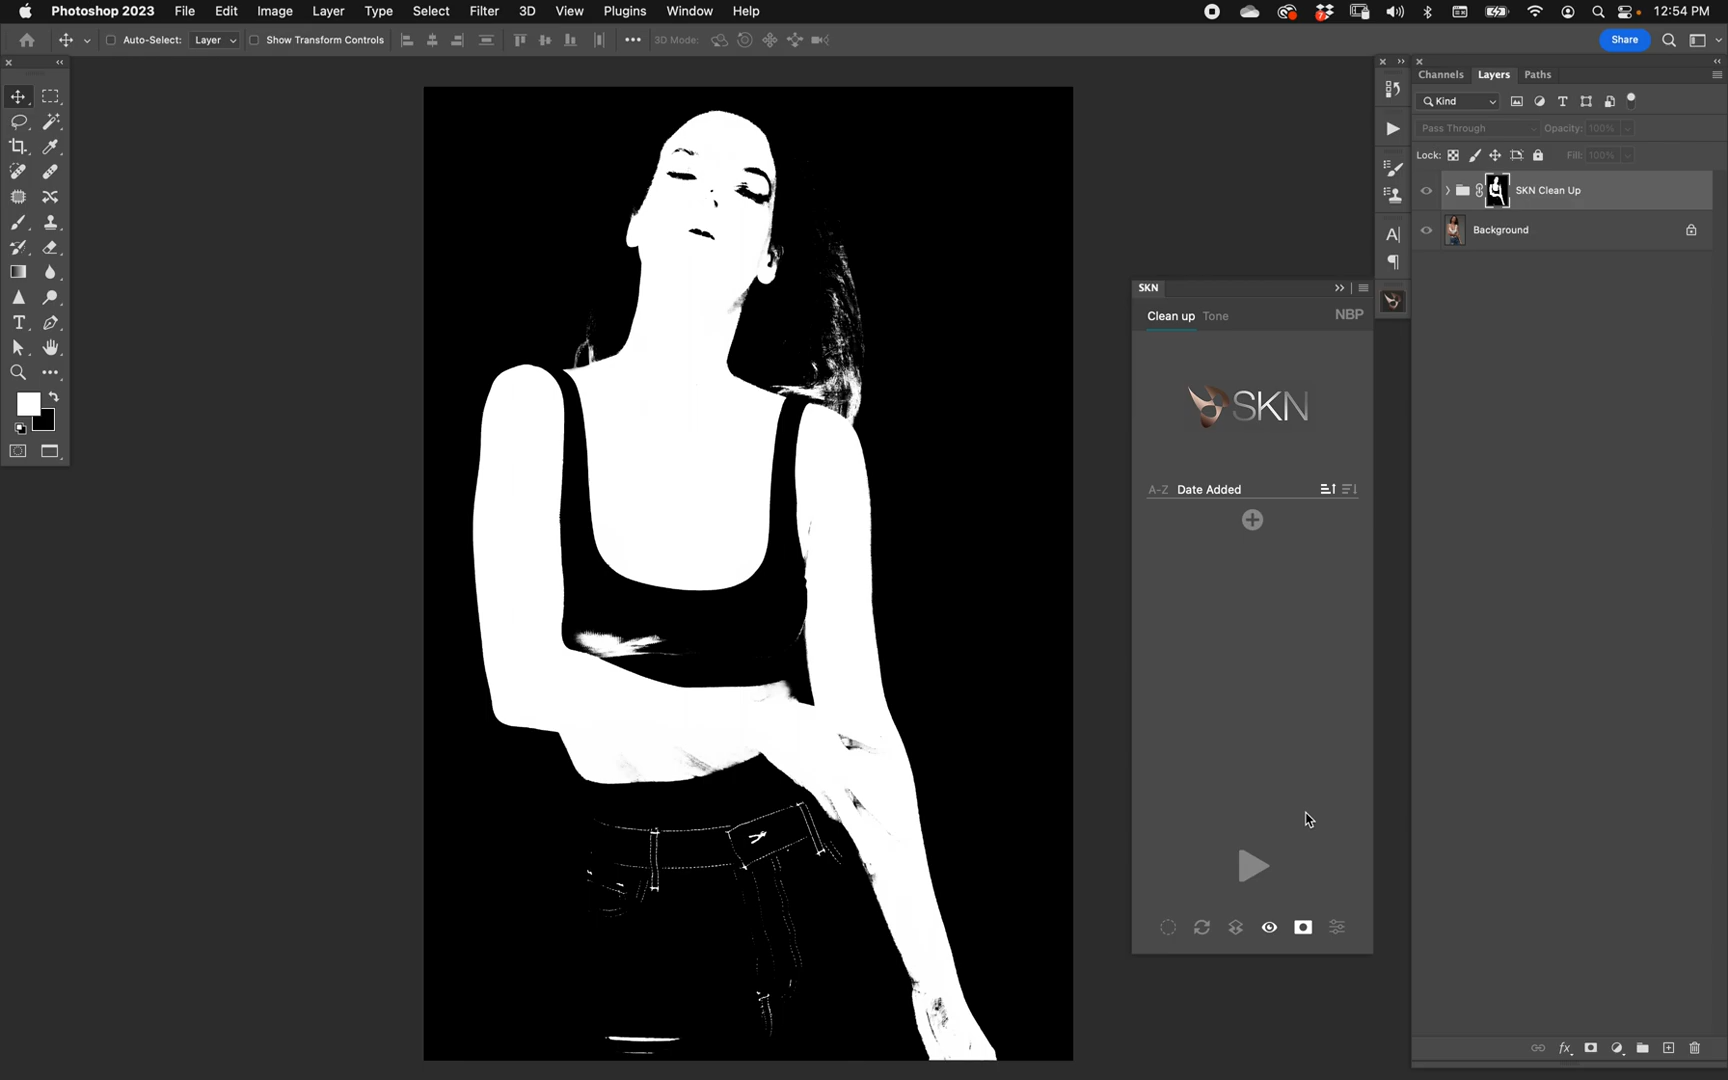 Photoshop 2023 File Edit Image Layer Type Select Filter 3D View Plugins Window Help 12:54 PM
Auto-Select: Layer Show Transform Controls 3D Mode: Share
Channels Layers Paths
Kind
Pass Through Opacity: 100%
Lock: Fill: 100%
SKN Clean Up
Background
SKN
Clean up Tone NBP
SKN
A-Z Date Added